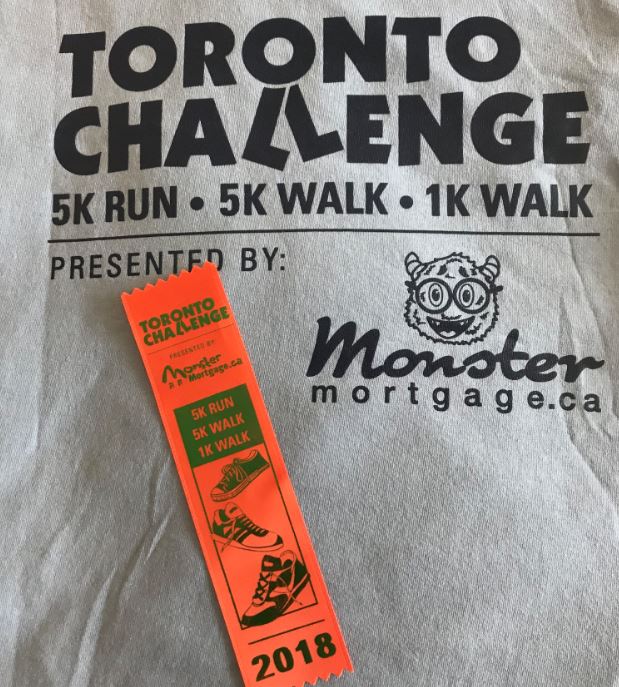 TORONTO
CHALLENGE
5K RUN • 5K WALK • 1K WALK
PRESENTED BY:
Monster
mortgage.ca
TORONTO
CHALLENGE
PRESENTED BY
Monster
Mortgage.ca
5K RUN
5K WALK
1K WALK
2018